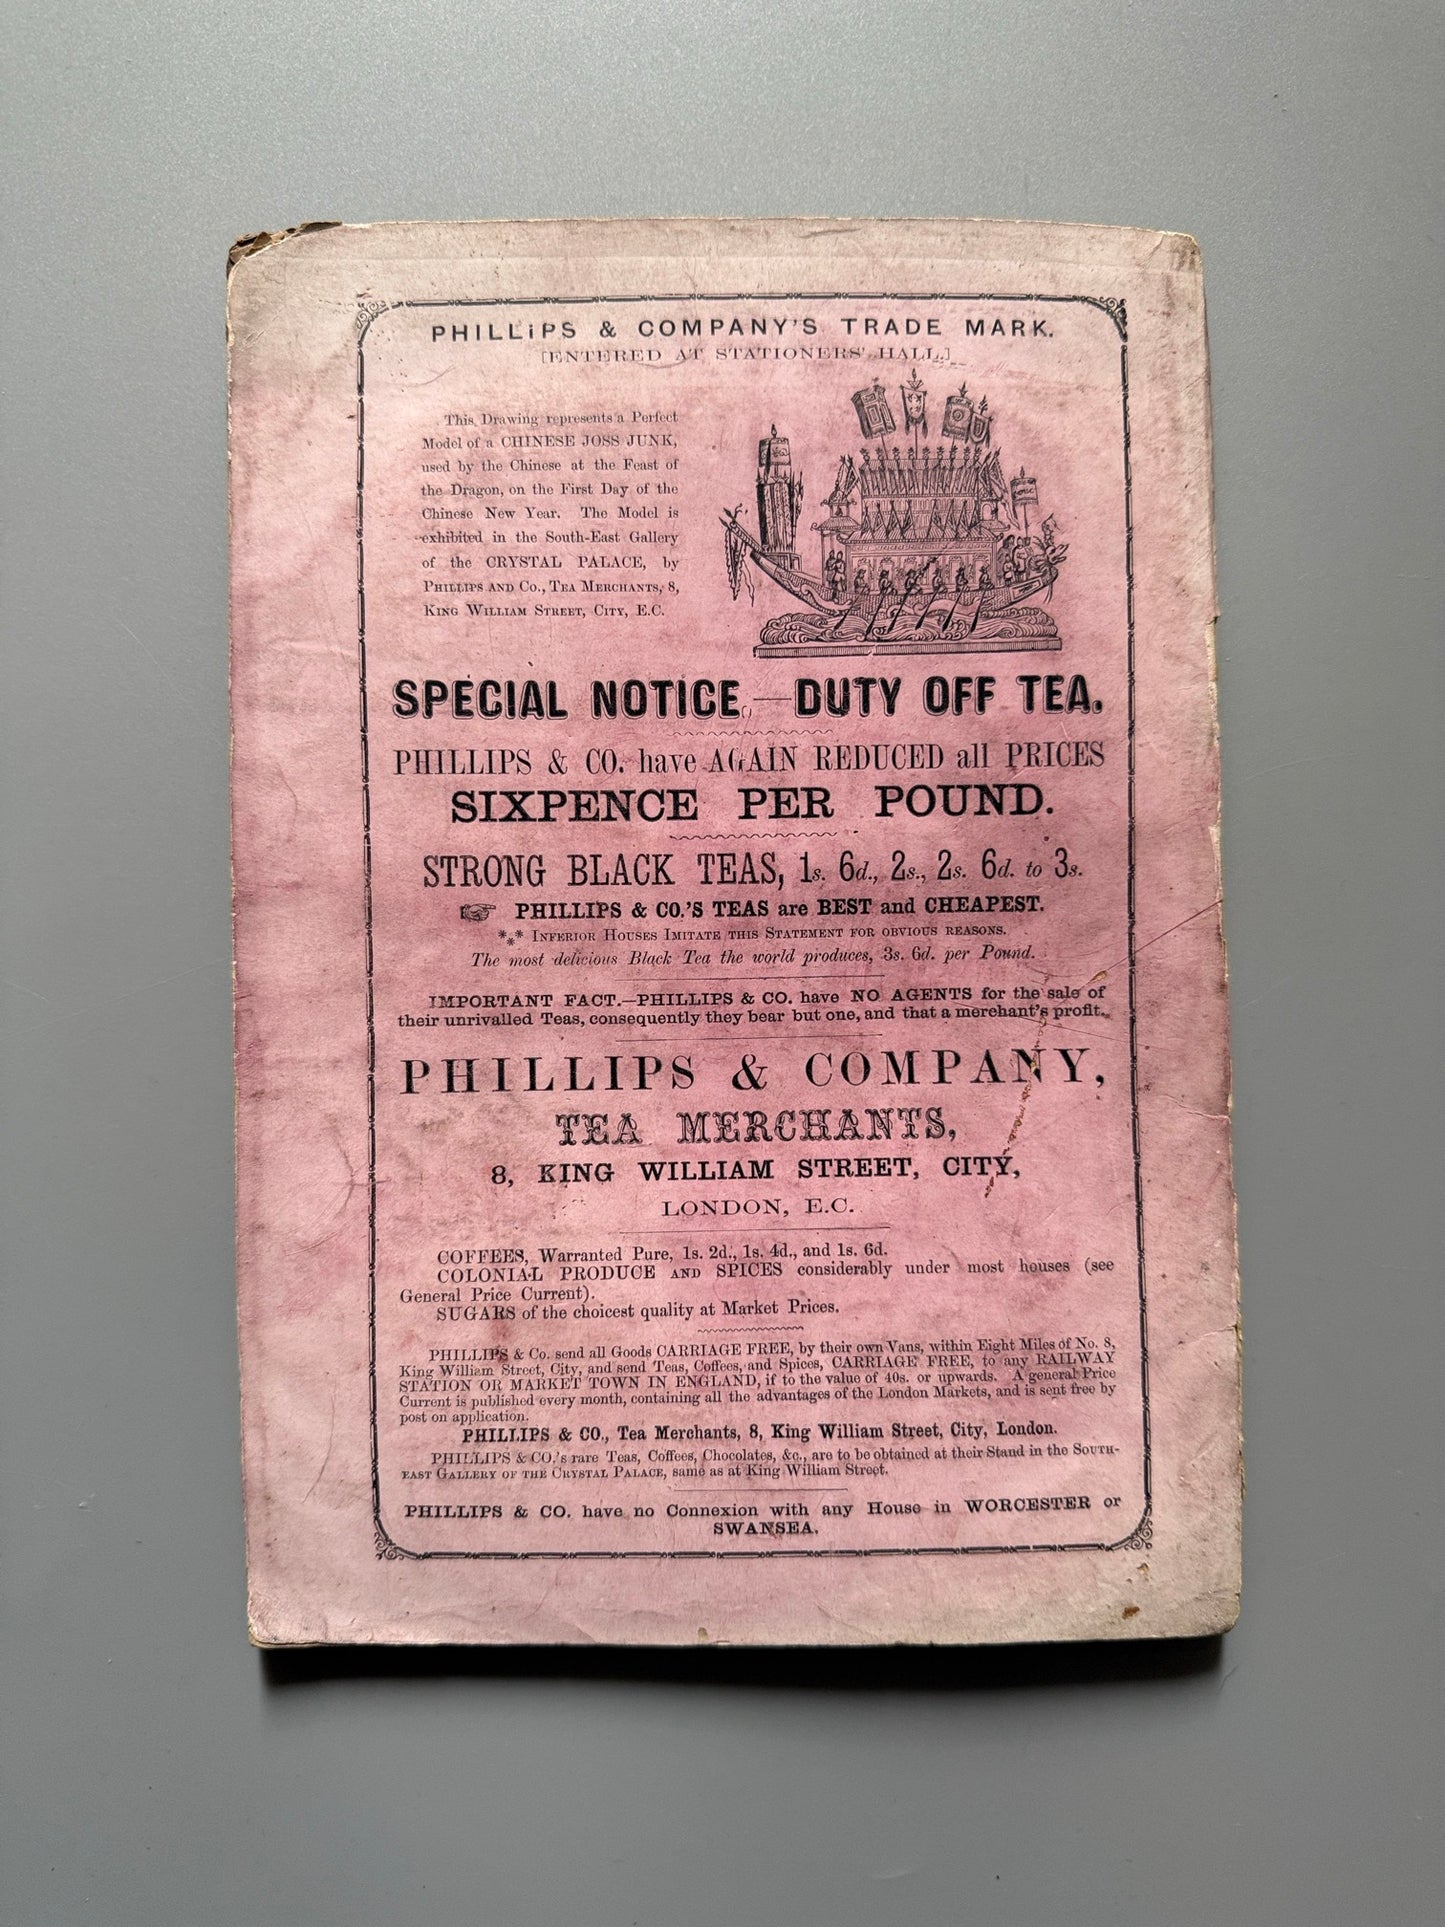 PHILLIPS & COMPANY'S TRADE MARK.
[ENTERED AT STATIONERS' HALL.]
This Drawing represents a Perfect
Model of a CHINESE JOSS JUNK,
used by the Chinese at the Feast of
the Dragon, on the First Day of the
Chinese New Year. The Model is
exhibited in the South-East Gallery
of the CRYSTAL PALACE, by
PHILLIPS AND CO., TEA MERCHANTS, 8,
KING WILLIAM STREET, CITY, E.C.
SPECIAL NOTICE.—DUTY OFF TEA.
PHILLIPS & CO. have AGAIN REDUCED all PRICES
SIXPENCE PER POUND.
STRONG BLACK TEAS, 1s. 6d., 2s., 2s. 6d. to 3s.
☞ PHILLIPS & CO.'S TEAS are BEST and CHEAPEST.
⁂ INFERIOR HOUSES IMITATE THIS STATEMENT FOR OBVIOUS REASONS.
The most delicious Black Tea the world produces, 3s. 6d. per Pound.
IMPORTANT FACT.—PHILLIPS & CO. have NO AGENTS for the sale of
their unrivalled Teas, consequently they bear but one, and that a merchant's profit.
PHILLIPS & COMPANY,
TEA MERCHANTS,
8, KING WILLIAM STREET, CITY,
LONDON, E.C.
COFFEES, Warranted Pure, 1s. 2d., 1s. 4d., and 1s. 6d.
COLONIAL PRODUCE AND SPICES considerably under most houses (see
General Price Current).
SUGARS of the choicest quality at Market Prices.
PHILLIPS & Co. send all Goods CARRIAGE FREE, by their own Vans, within Eight Miles of No. 8,
King William Street, City, and send Teas, Coffees, and Spices, CARRIAGE FREE, to any RAILWAY
STATION OR MARKET TOWN IN ENGLAND, if to the value of 40s. or upwards. A general Price
Current is published every month, containing all the advantages of the London Markets, and is sent free by
post on application.
PHILLIPS & CO., Tea Merchants, 8, King William Street, City, London.
PHILLIPS & CO.'s rare Teas, Coffees, Chocolates, &c., are to be obtained at their Stand in the SOUTH-
EAST GALLERY OF THE CRYSTAL PALACE, same as at King William Street.
PHILLIPS & CO. have no Connexion with any House in WORCESTER or
SWANSEA.